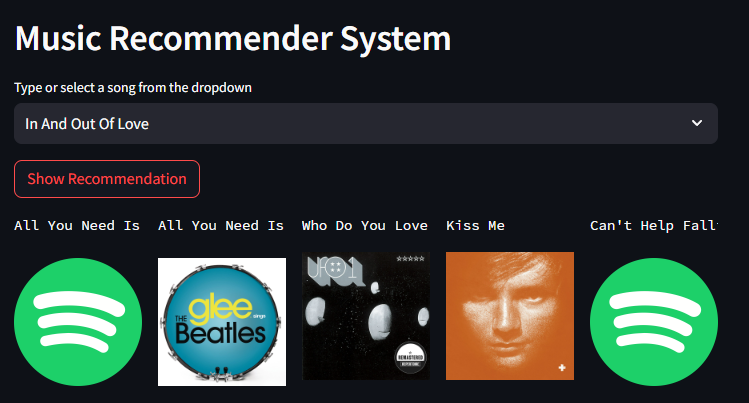 Music Recommender System
Type or select a song from the dropdown
In And Out Of Love
Show Recommendation
All You Need Is
All You Need Is
Who Do You Love
Kiss Me
Can't Help Fall
UFO 1
glee
sings
THE
Beatles
REMASTERED